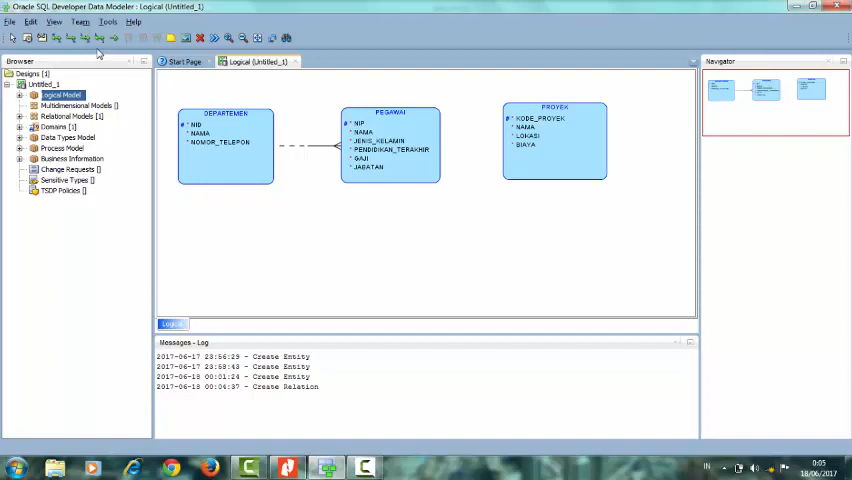 Oracle SQL Developer Data Modeler : Logical (Untitled_1)
File Edit View Team Tools Help
Browser
Designs [1]
Untitled_1
Logical Model
Multidimensional Models []
Relational Models [1]
Domains [1]
Data Types Model
Process Model
Business Information
Change Requests []
Sensitive Types []
TSDP Policies []
Start Page
Logical (Untitled_1)
DEPARTEMEN
# * NID
* NAMA
* NOMOR_TELEPON
PEGAWAI
# * NIP
* NAMA
* JENIS_KELAMIN
* PENDIDIKAN_TERAKHIR
* GAJI
* JABATAN
PROYEK
# * KODE_PROYEK
* NAMA
* LOKASI
* BIAYA
Logical
Navigator
Messages - Log
2017-06-17 23:56:29 - Create Entity
2017-06-17 23:58:43 - Create Entity
2017-06-18 00:01:24 - Create Entity
2017-06-18 00:04:37 - Create Relation
IN
0:05
18/06/2017